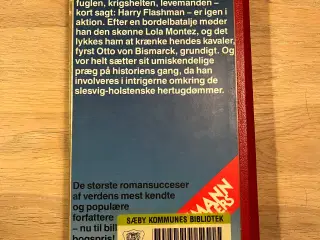 fuglen, krigshelten, levemanden –
kort sagt: Harry Flashman – er igen i
aktion. Efter en bordelbatalje møder
han den skønne Lola Montez, og det
lykkes ham at krænke hendes kavaler,
fyrst Otto von Bismarck, grundigt. Og
vor helt sætter sit umiskendelige
præg på historiens gang, da han
involveres i intrigerne omkring de
slesvig-holstenske hertugdømmer.
De største romansucceser
af verdens mest kendte
og populære
forfattere
– nu til
bogspris!
SÆBY KOMMUNES BIBLIOTEK